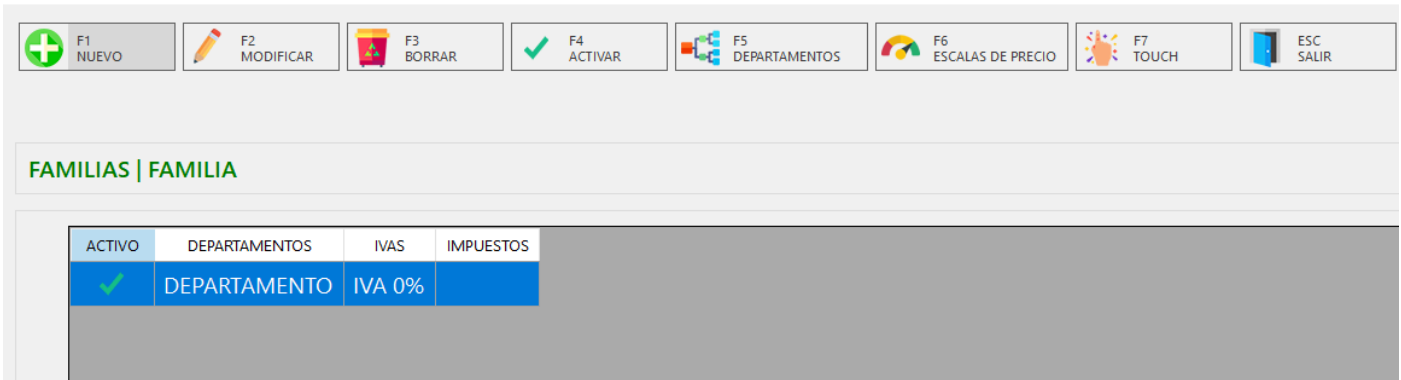 F1
NUEVO
F2
MODIFICAR
F3
BORRAR
F4
ACTIVAR
F5
DEPARTAMENTOS
F6
ESCALAS DE PRECIO
F7
TOUCH
ESC
SALIR
FAMILIAS | FAMILIA
ACTIVO DEPARTAMENTOS IVAS IMPUESTOS
DEPARTAMENTO IVA 0%